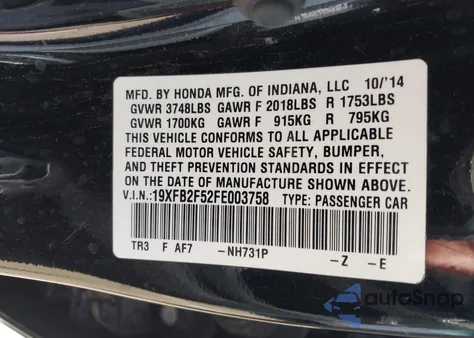 MFD. BY HONDA MFG. OF INDIANA, LLC 10/'14
GVWR 3748LBS GAWR F 2018LBS R 1753LBS
GVWR 1700KG GAWR F 915KG R 795KG
THIS VEHICLE CONFORMS TO ALL APPLICABLE
FEDERAL MOTOR VEHICLE SAFETY, BUMPER,
AND THEFT PREVENTION STANDARDS IN EFFECT
ON THE DATE OF MANUFACTURE SHOWN ABOVE.
V.I.N.:19XFB2F52FE003758 TYPE: PASSENGER CAR
TR3 F AF7 -NH731P -Z -E
autoSnap